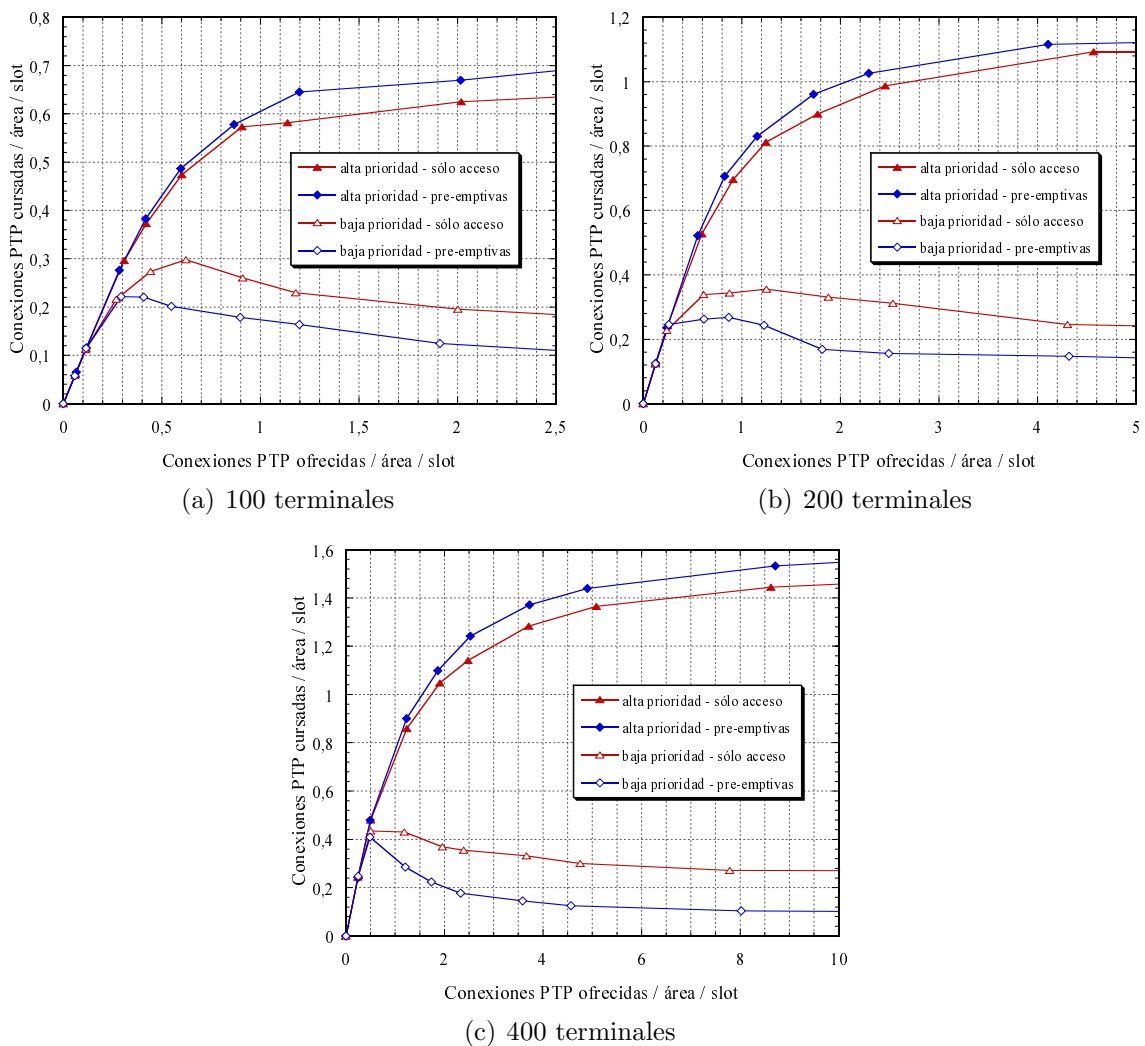 Conexiones PTP cursadas / área / slot
0,8
0,7
0,6
0,5
0,4
0,3
0,2
0,1
0
alta prioridad - sólo acceso
alta prioridad - pre-emptivas
baja prioridad - sólo acceso
baja prioridad - pre-emptivas
0 0,5 1 1,5 2 2,5
Conexiones PTP ofrecidas / área / slot
(a) 100 terminales
Conexiones PTP cursadas / área / slot
1,2
1
0,8
0,6
0,4
0,2
0
alta prioridad - sólo acceso
alta prioridad - pre-emptivas
baja prioridad - sólo acceso
baja prioridad - pre-emptivas
0 1 2 3 4 5
Conexiones PTP ofrecidas / área / slot
(b) 200 terminales
Conexiones PTP cursadas / área / slot
1,6
1,4
1,2
1
0,8
0,6
0,4
0,2
0
alta prioridad - sólo acceso
alta prioridad - pre-emptivas
baja prioridad - sólo acceso
baja prioridad - pre-emptivas
0 2 4 6 8 10
Conexiones PTP ofrecidas / área / slot
(c) 400 terminales